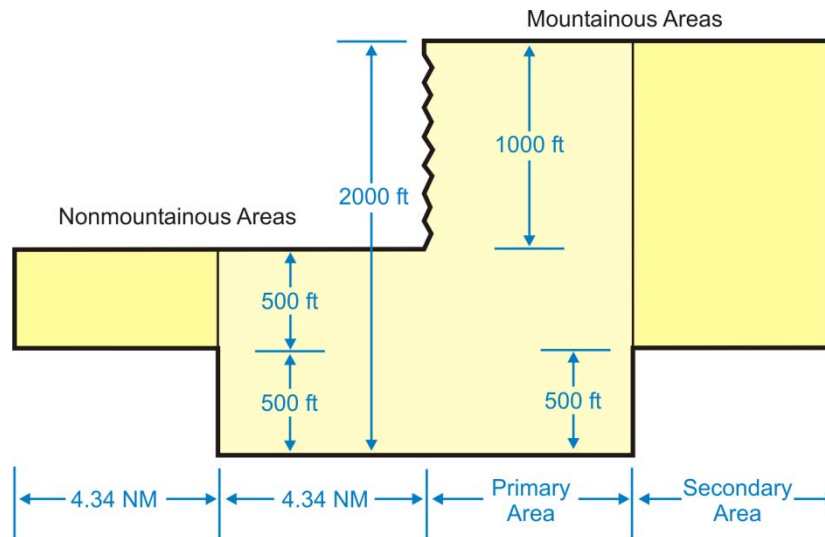 Mountainous Areas
1000 ft
2000 ft
Nonmountainous Areas
500 ft
500 ft
500 ft
4.34 NM
4.34 NM
Primary
Area
Secondary
Area